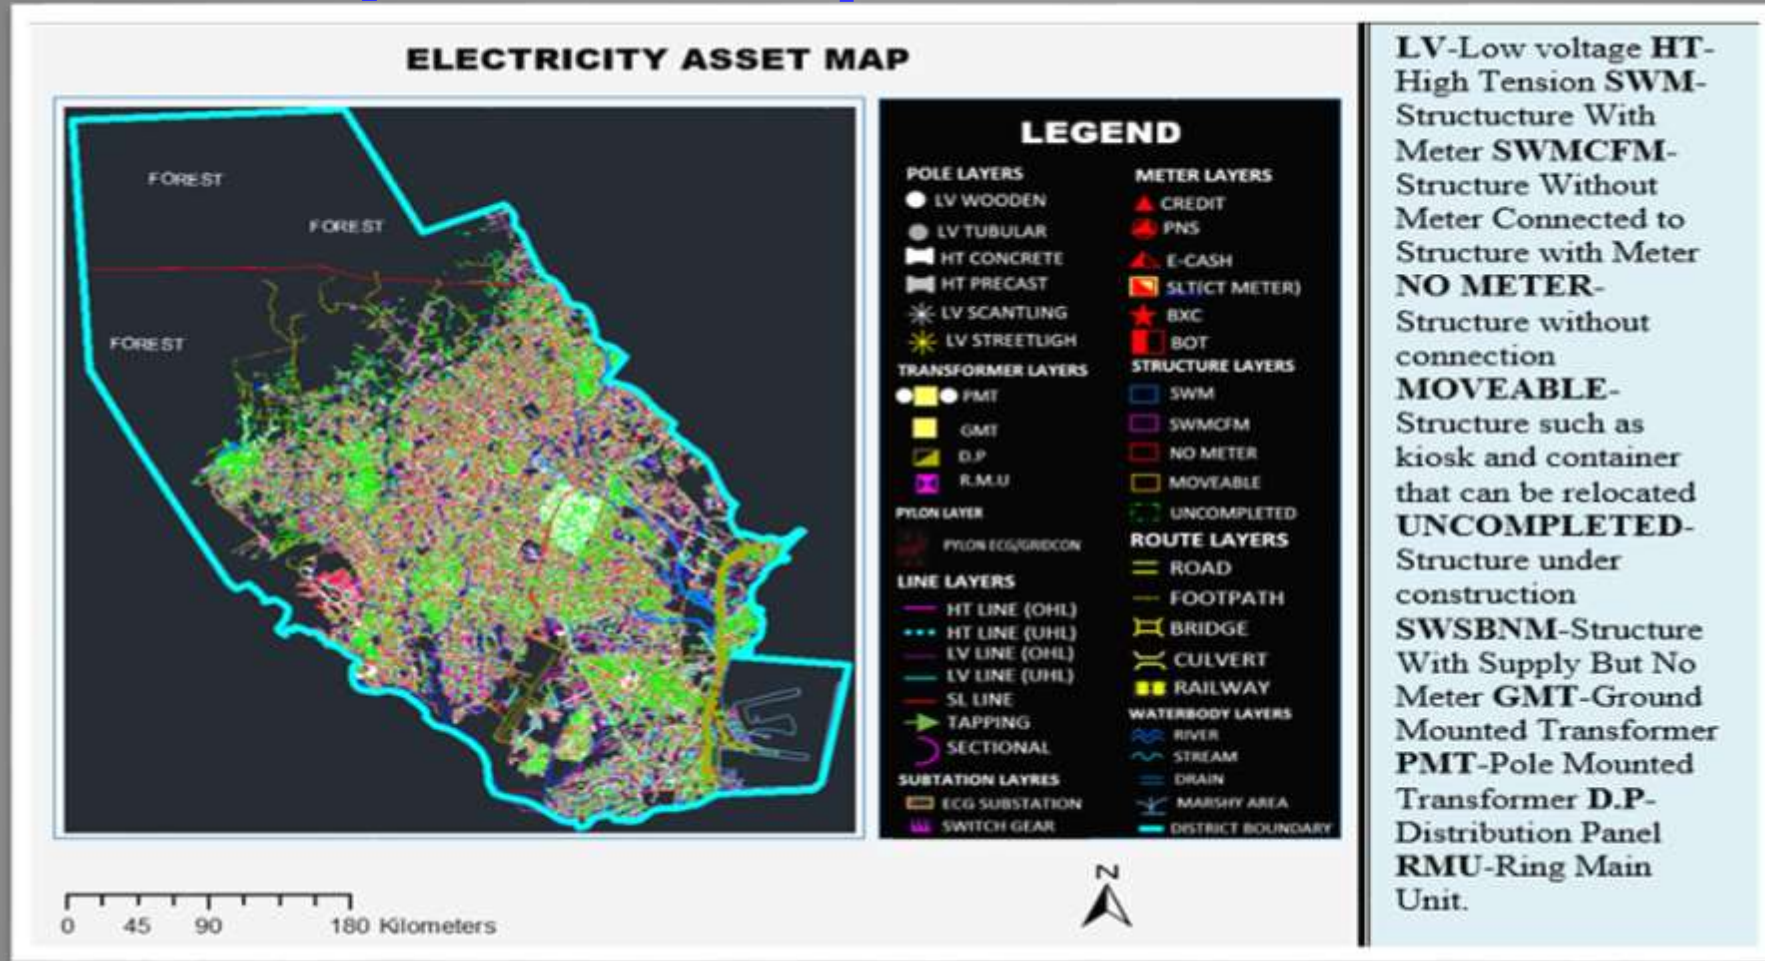 ELECTRICITY ASSET MAP
FOREST
FOREST
FOREST
0 45 90 180 Kilometers
LEGEND
POLE LAYERS
LV WOODEN
LV TUBULAR
HT CONCRETE
HT PRECAST
LV SCANTLING
LV STREETLIGH
TRANSFORMER LAYERS
PMT
GMT
D.P
R.M.U
PYLON LAYER
PYLON ECG/GRIDCON
LINE LAYERS
HT LINE (OHL)
HT LINE (UHL)
LV LINE (OHL)
LV LINE (UHL)
SL LINE
TAPPING
SECTIONAL
SUBTATION LAYRES
ECG SUBSTATION
SWITCH GEAR
METER LAYERS
CREDIT
PNS
E-CASH
SLT(CT METER)
BXC
BOT
STRUCTURE LAYERS
SWM
SWMCFM
NO METER
MOVEABLE
UNCOMPLETED
ROUTE LAYERS
ROAD
FOOTPATH
BRIDGE
CULVERT
RAILWAY
WATERBODY LAYERS
RIVER
STREAM
DRAIN
MARSHY AREA
DISTRICT BOUNDARY
N
LV-Low voltage HT-
High Tension SWM-
Structucture With
Meter SWMCFM-
Structure Without
Meter Connected to
Structure with Meter
NO METER-
Structure without
connection
MOVEABLE-
Structure such as
kiosk and container
that can be relocated
UNCOMPLETED-
Structure under
construction
SWSBNM-Structure
With Supply But No
Meter GMT-Ground
Mounted Transformer
PMT-Pole Mounted
Transformer D.P-
Distribution Panel
RMU-Ring Main
Unit.